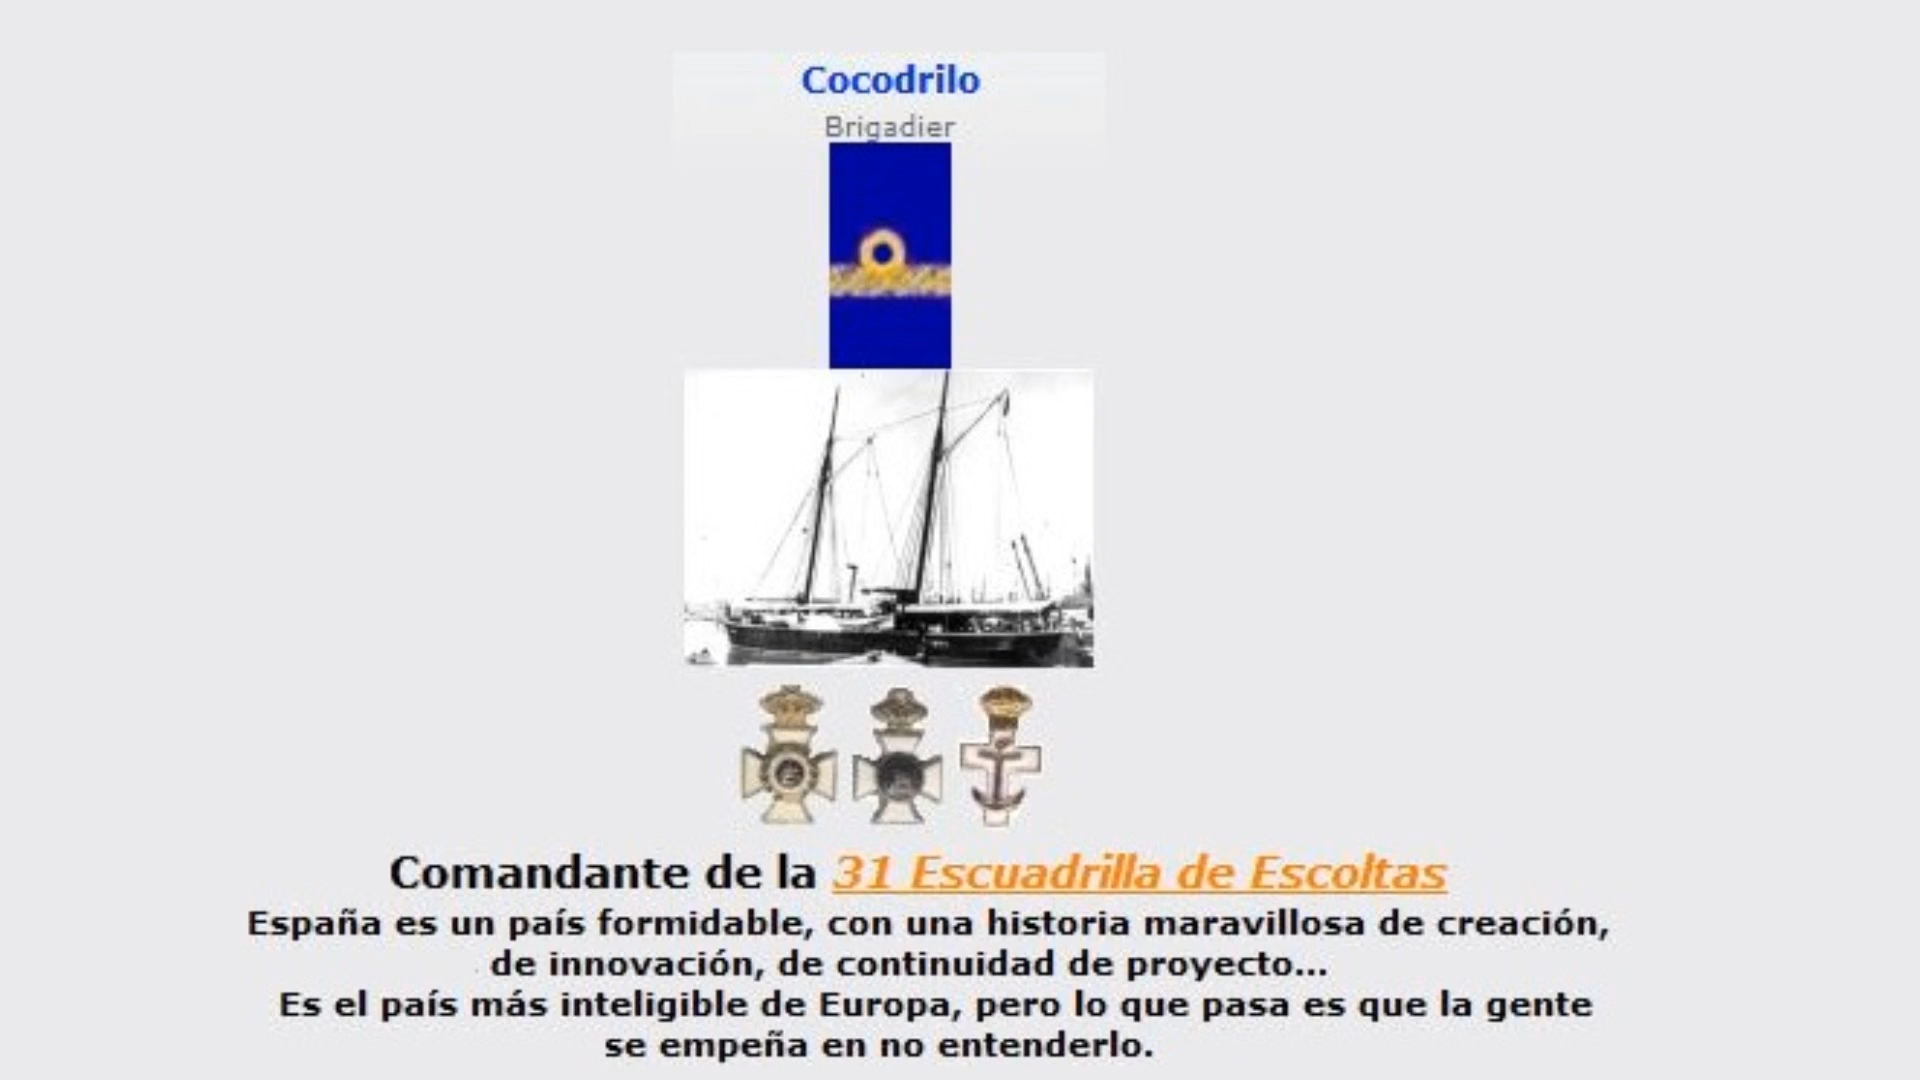 Cocodrilo
Brigadier
Comandante de la 31 Escuadrilla de Escoltas
España es un país formidable, con una historia maravillosa de creación,
de innovación, de continuidad de proyecto...
Es el país más inteligible de Europa, pero lo que pasa es que la gente
se empeña en no entenderlo.